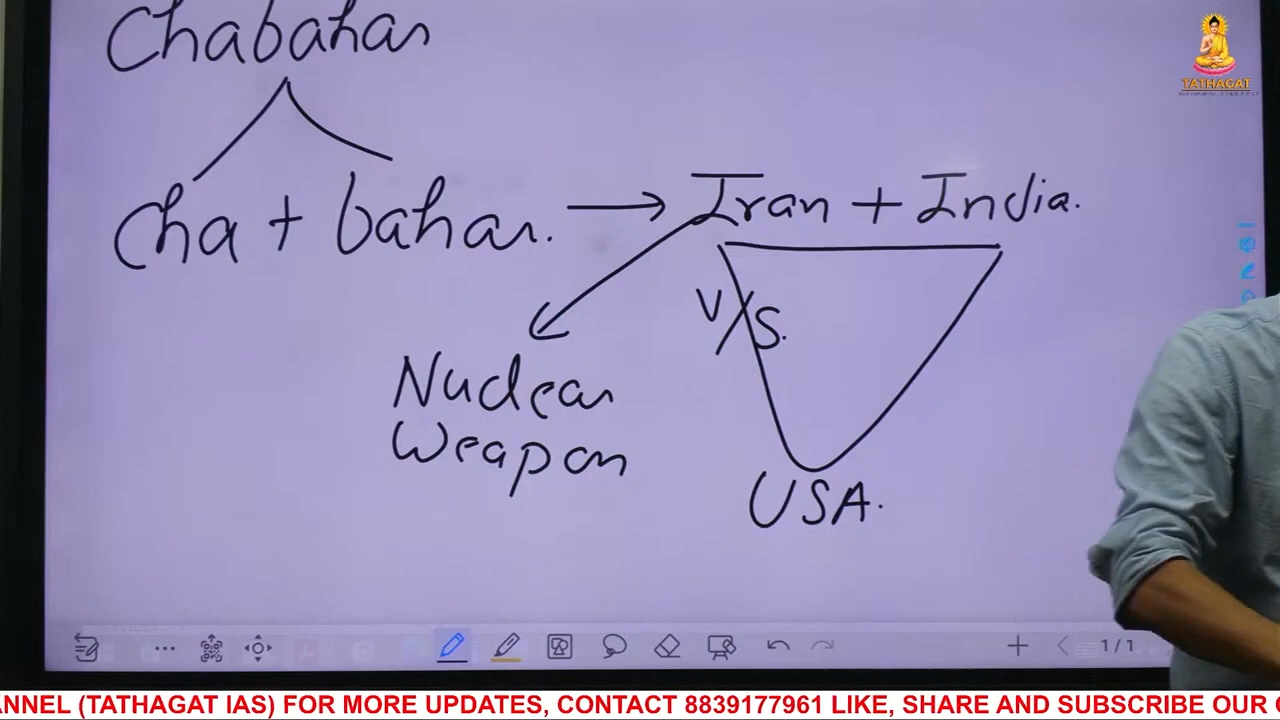 Chabahar
Cha + bahar. → Iran + India.
V/S.
Nuclear
Weapon
USA.
TATHAGAT
1/1
ANNEL (TATHAGAT IAS) FOR MORE UPDATES, CONTACT 8839177961 LIKE, SHARE AND SUBSCRIBE OUR